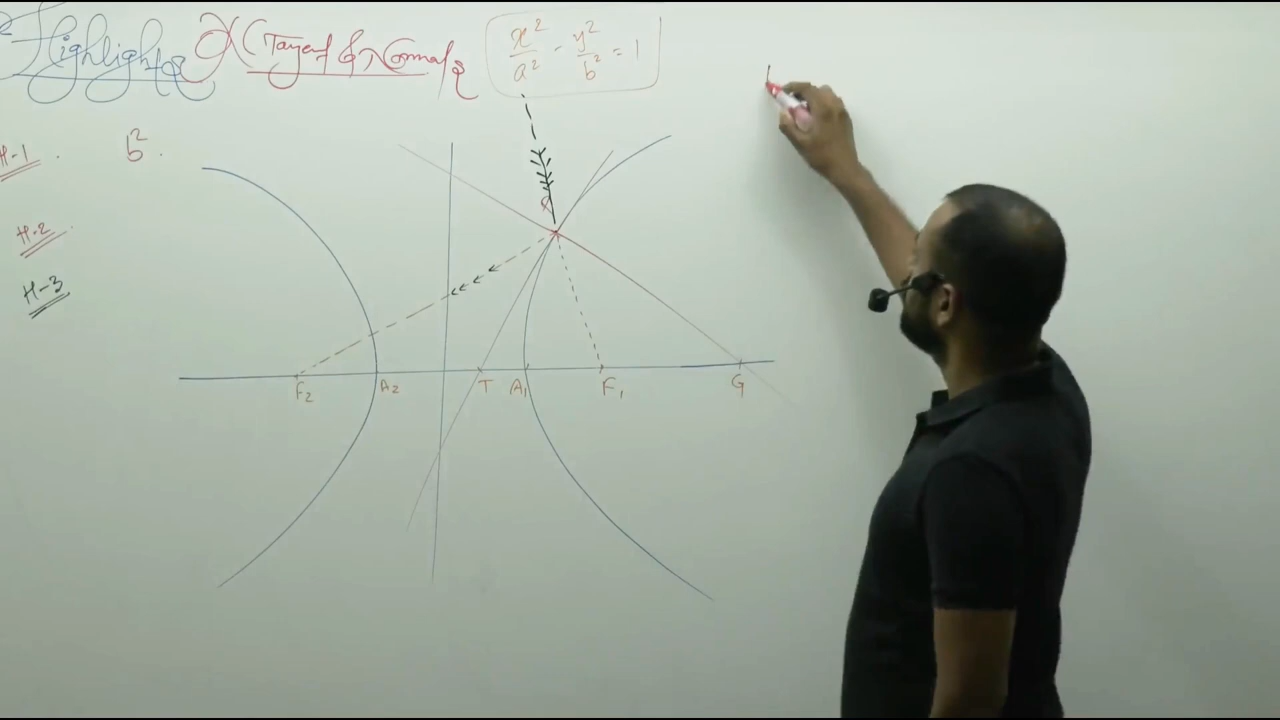 Highlights
(Tangent & Normal)
x²/a² - y²/b² = 1
H-1
b².
H-2
H-3
F₂ A₂ T A₁ F₁ G